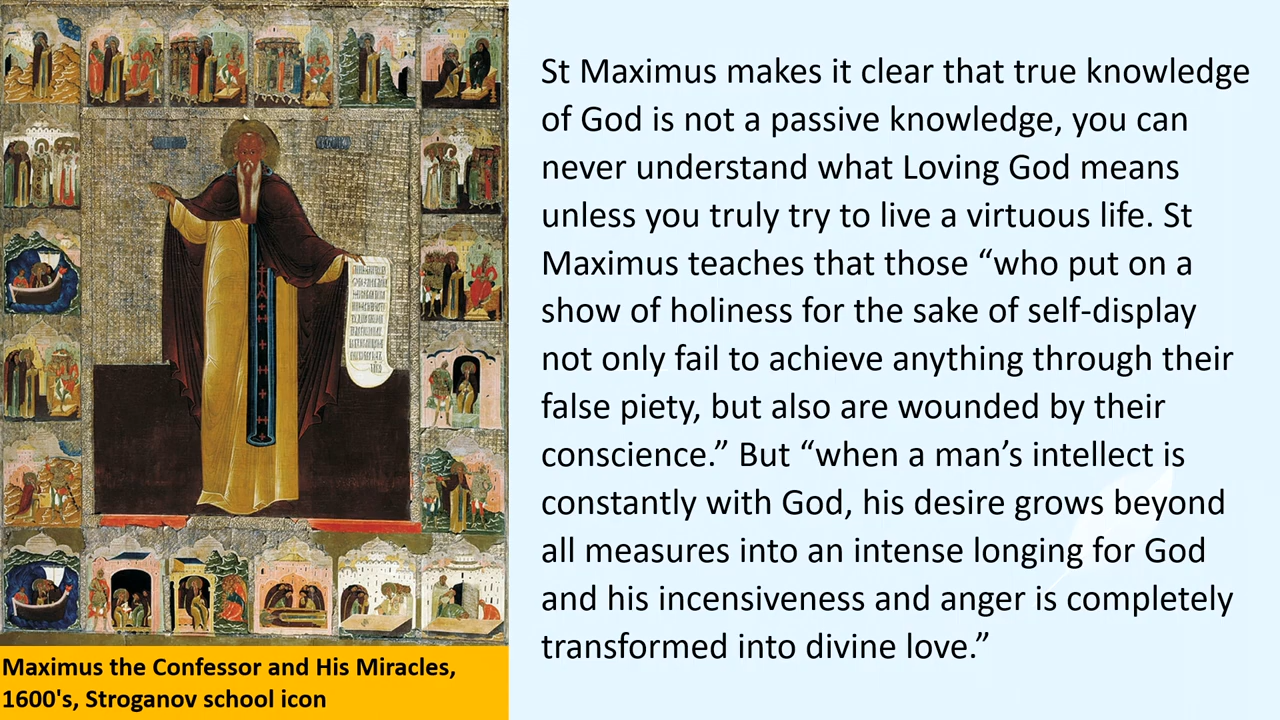 St Maximus makes it clear that true knowledge
of God is not a passive knowledge, you can
never understand what Loving God means
unless you truly try to live a virtuous life. St
Maximus teaches that those “who put on a
show of holiness for the sake of self-display
not only fail to achieve anything through their
false piety, but also are wounded by their
conscience.” But “when a man’s intellect is
constantly with God, his desire grows beyond
all measures into an intense longing for God
and his incensiveness and anger is completely
transformed into divine love.”
Maximus the Confessor and His Miracles,
1600's, Stroganov school icon